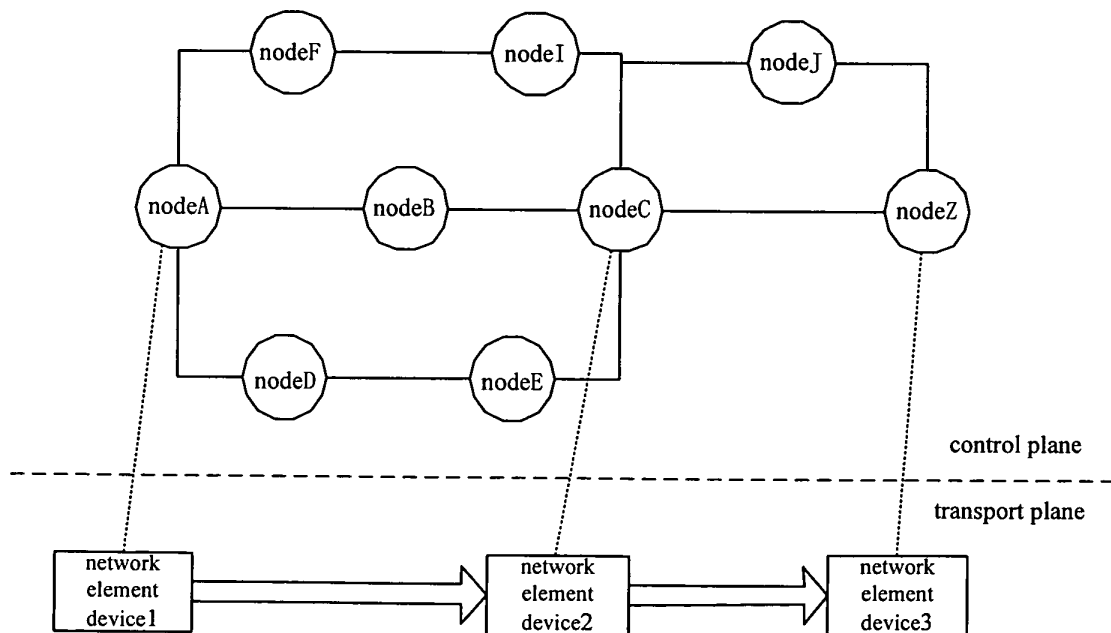 nodeF
nodeI
nodeJ
nodeA
nodeB
nodeC
nodeZ
nodeD
nodeE
control plane
transport plane
network
element
device1
network
element
device2
network
element
device3